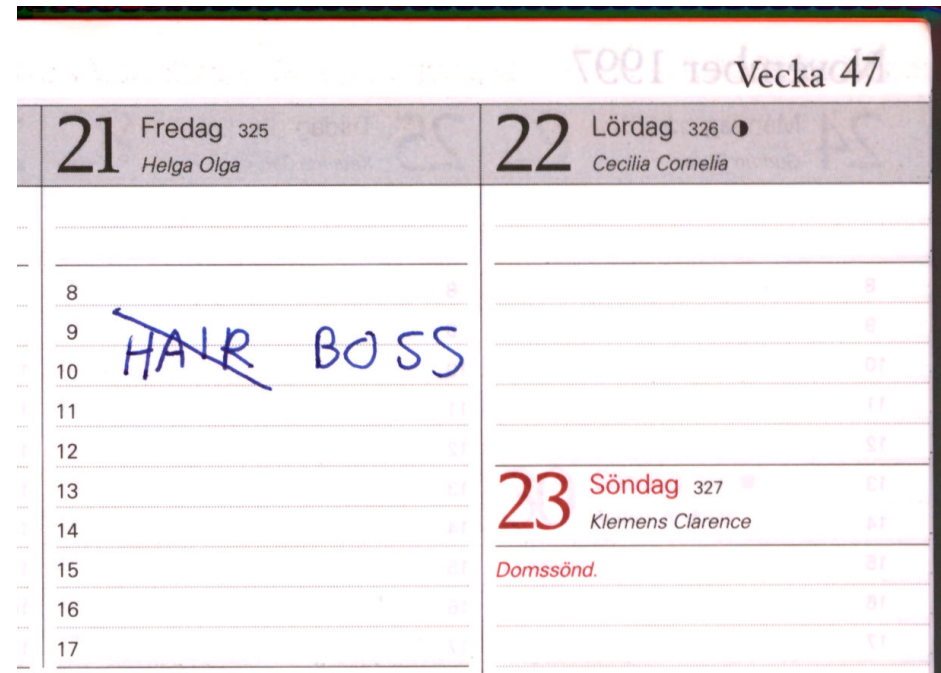 November 1997
Vecka 47
21 Fredag 325
Helga Olga
22 Lördag 326
Cecilia Cornelia
8
9
10
HAIR BOSS
11
12
13
14
15
16
17
23 Söndag 327
Klemens Clarence
Domssönd.